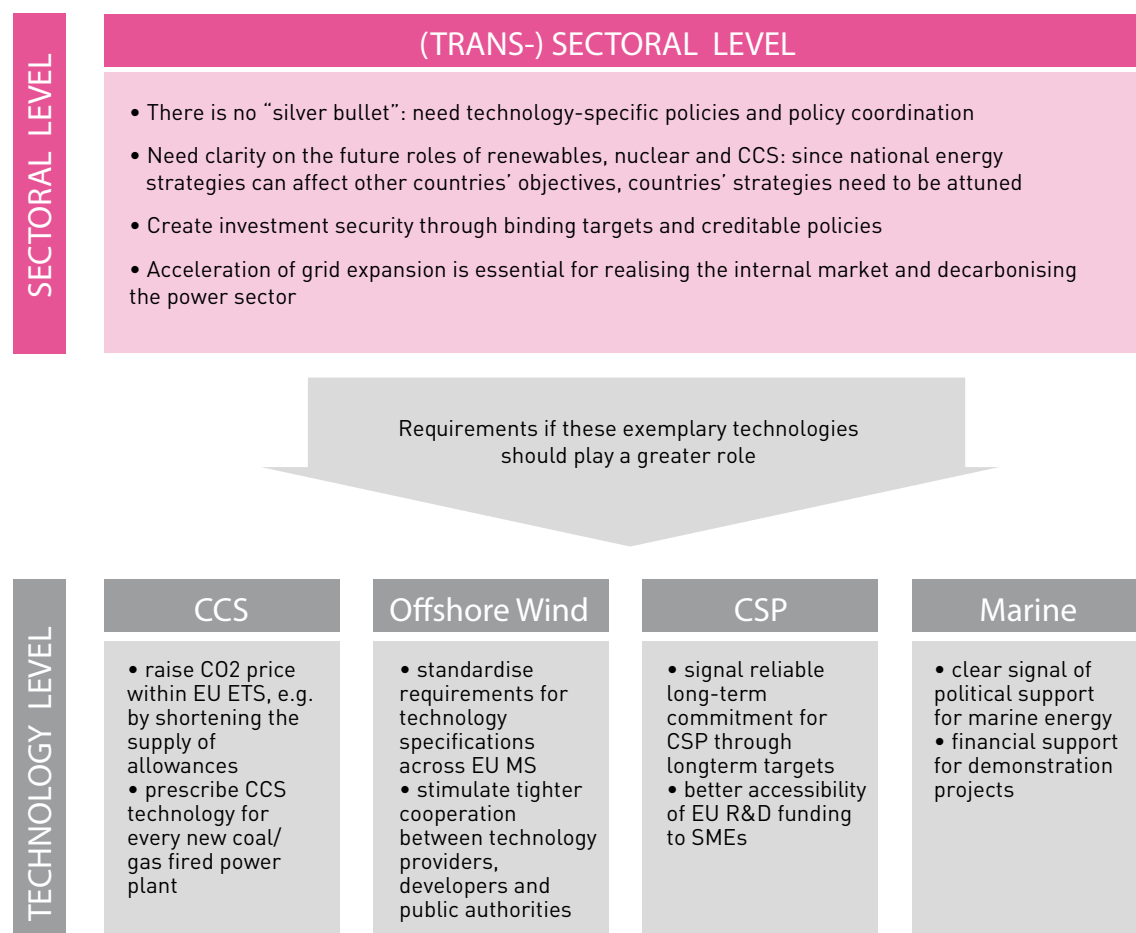 SECTORAL LEVEL
(TRANS-) SECTORAL LEVEL
• There is no “silver bullet”: need technology-specific policies and policy coordination
• Need clarity on the future roles of renewables, nuclear and CCS: since national energy
strategies can affect other countries’ objectives, countries’ strategies need to be attuned
• Create investment security through binding targets and creditable policies
• Acceleration of grid expansion is essential for realising the internal market and decarbonising
the power sector
Requirements if these exemplary technologies
should play a greater role
TECHNOLOGY LEVEL
CCS
• raise CO2 price
within EU ETS, e.g.
by shortening the
supply of
allowances
• prescribe CCS
technology for
every new coal/
gas fired power
plant
Offshore Wind
• standardise
requirements for
technology
specifications
across EU MS
• stimulate tighter
cooperation
between technology
providers,
developers and
public authorities
CSP
• signal reliable
long-term
commitment for
CSP through
longterm targets
• better accessibility
of EU R&D funding
to SMEs
Marine
• clear signal of
political support
for marine energy
• financial support
for demonstration
projects